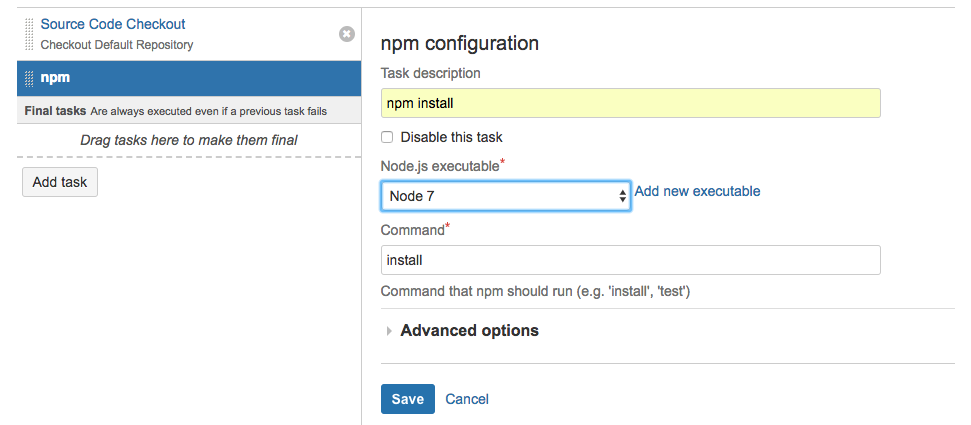 Source Code Checkout
Checkout Default Repository
npm
Final tasks Are always executed even if a previous task fails
Drag tasks here to make them final
Add task
npm configuration
Task description
npm install
Disable this task
Node.js executable*
Node 7
Add new executable
Command*
install
Command that npm should run (e.g. 'install', 'test')
Advanced options
Save Cancel